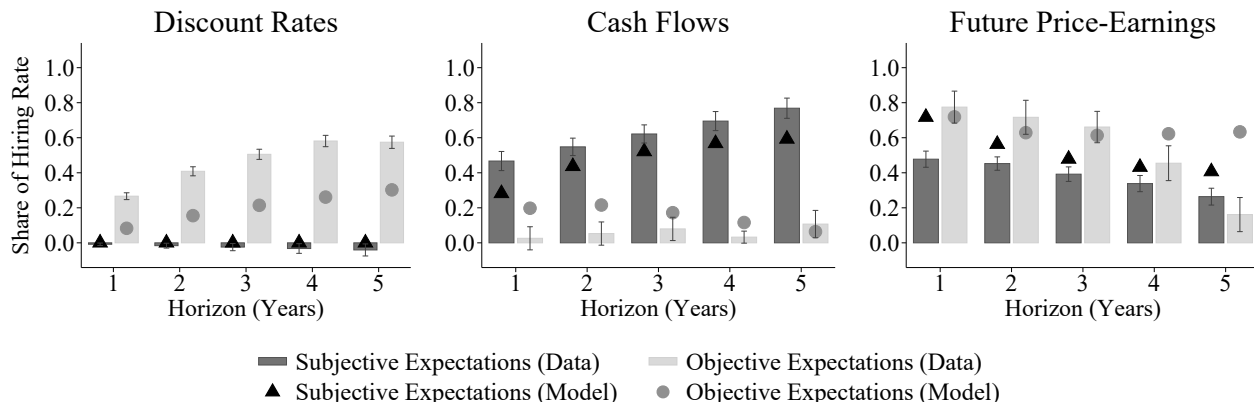 Discount Rates
Cash Flows
Future Price-Earnings
Share of Hiring Rate
1.0
0.8
0.6
0.4
0.2
0.0
1 2 3 4 5
Horizon (Years)
1.0
0.8
0.6
0.4
0.2
0.0
1 2 3 4 5
Horizon (Years)
1.0
0.8
0.6
0.4
0.2
0.0
1 2 3 4 5
Horizon (Years)
Subjective Expectations (Data) Objective Expectations (Data)
Subjective Expectations (Model) Objective Expectations (Model)